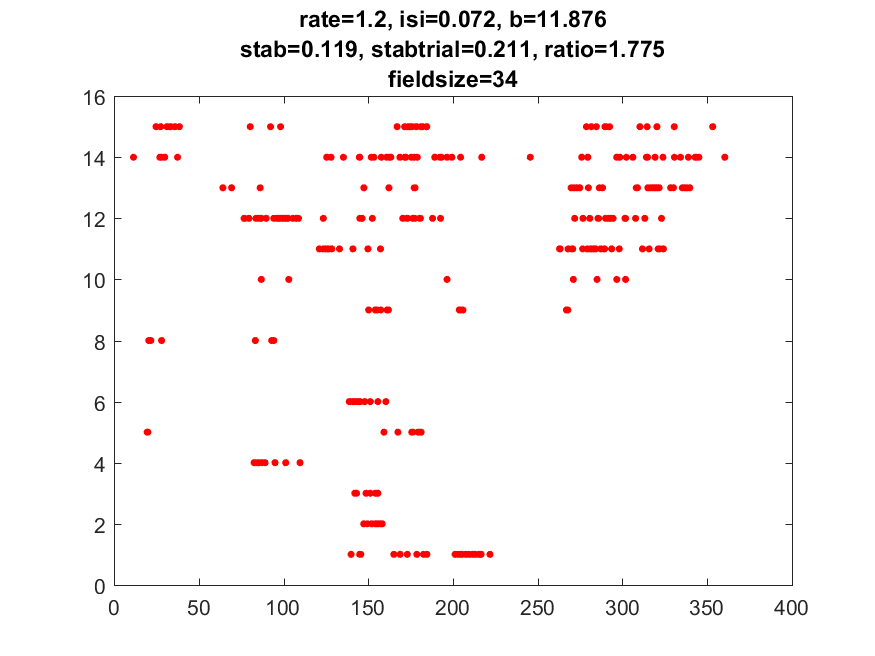 rate=1.2, isi=0.072, b=11.876
stab=0.119, stabtrial=0.211, ratio=1.775
fieldsize=34
16
14
12
10
8
6
4
2
0
0 50 100 150 200 250 300 350 400